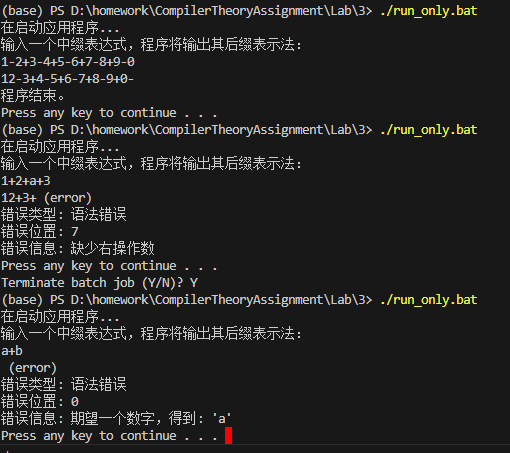 (base) PS D:\homework\CompilerTheoryAssignment\Lab\3> ./run_only.bat
在启动应用程序...
输入一个中缀表达式，程序将输出其后缀表示法：
1-2+3-4+5-6+7-8+9-0
12-3+4-5+6-7+8-9+0-
程序结束。
Press any key to continue . . .
(base) PS D:\homework\CompilerTheoryAssignment\Lab\3> ./run_only.bat
在启动应用程序...
输入一个中缀表达式，程序将输出其后缀表示法：
1+2+a+3
12+3+ (error)
错误类型: 语法错误
错误位置: 7
错误信息: 缺少右操作数
Press any key to continue . . .
Terminate batch job (Y/N)? Y
(base) PS D:\homework\CompilerTheoryAssignment\Lab\3> ./run_only.bat
在启动应用程序...
输入一个中缀表达式，程序将输出其后缀表示法：
a+b
 (error)
错误类型: 语法错误
错误位置: 0
错误信息: 期望一个数字，得到: 'a'
Press any key to continue . . .